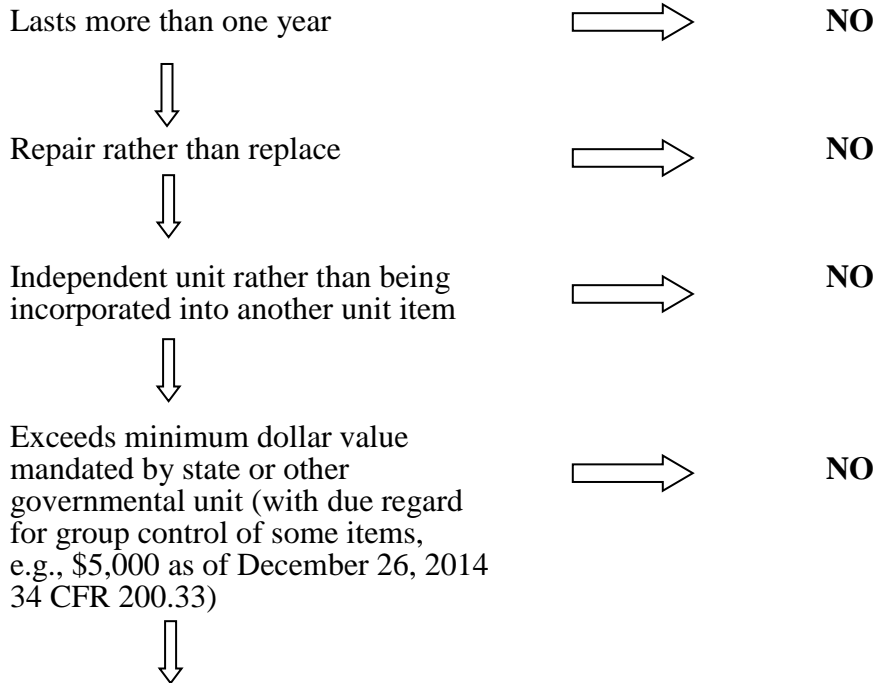 Lasts more than one year NO
Repair rather than replace NO
Independent unit rather than being NO
incorporated into another unit item
Exceeds minimum dollar value
mandated by state or other NO
governmental unit (with due regard
for group control of some items,
e.g., $5,000 as of December 26, 2014
34 CFR 200.33)